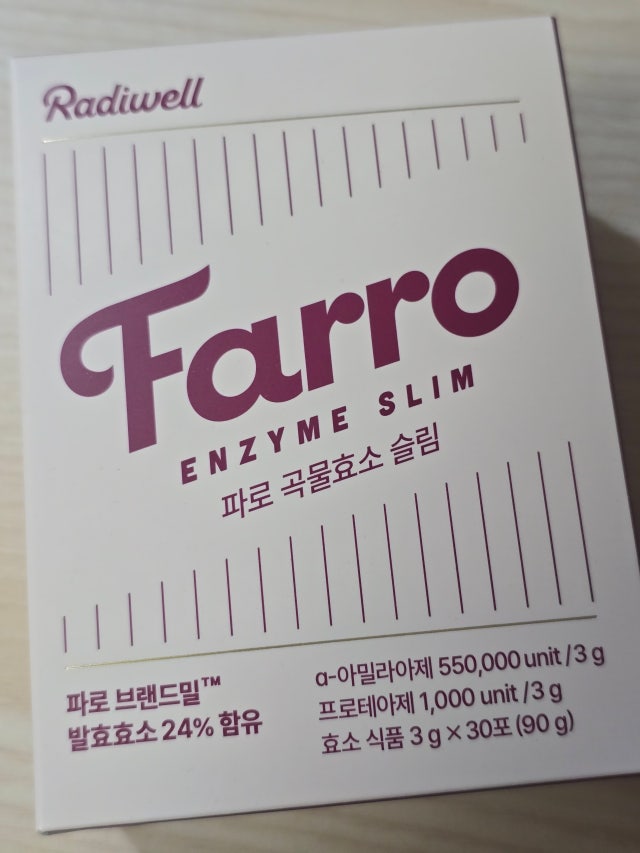 Radiwell
Farro
ENZYME SLIM
파로 곡물효소 슬림
파로 브랜드밀™
발효효소 24% 함유
α-아밀라아제 550,000 unit /3 g
프로테아제 1,000 unit /3 g
효소 식품 3 g × 30포 (90 g)